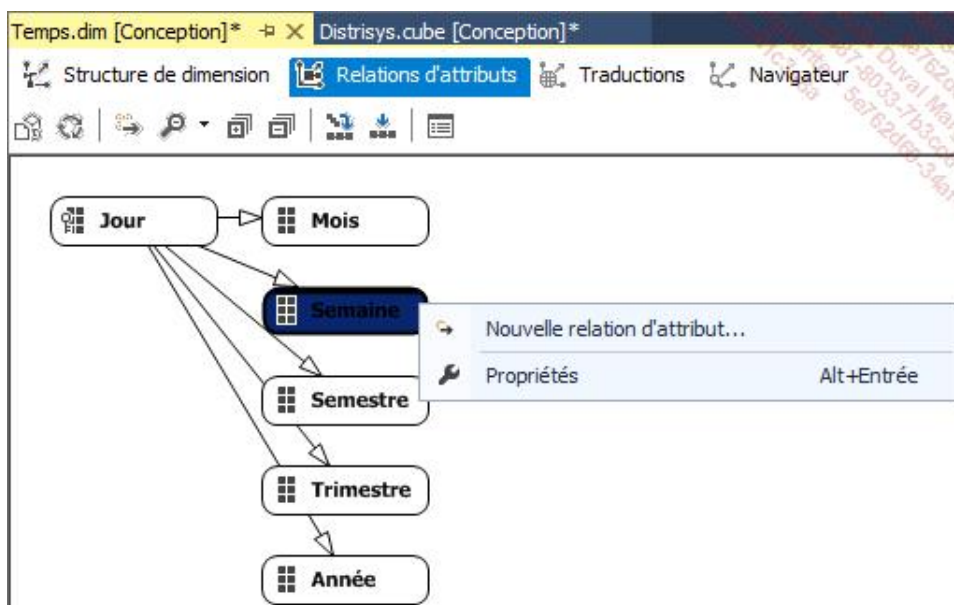 Temps.dim [Conception]* Distrisys.cube [Conception]*
Structure de dimension Relations d'attributs Traductions Navigateur
Jour Mois
Semaine
Nouvelle relation d'attribut...
Propriétés Alt+Entrée
Semestre
Trimestre
Année